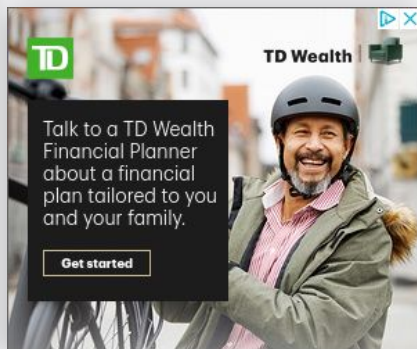 TD
TD Wealth
Talk to a TD Wealth
Financial Planner
about a financial
plan tailored to you
and your family.
Get started